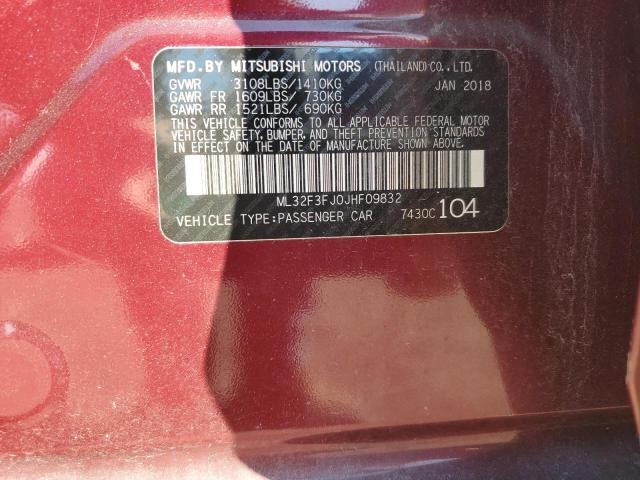 MFD.BY MITSUBISHI MOTORS (THAILAND)CO.,LTD.
GVWR 3108LBS/1410KG JAN 2018
GAWR FR 1609LBS/ 730KG
GAWR RR 1521LBS/ 690KG
THIS VEHICLE CONFORMS TO ALL APPLICABLE FEDERAL MOTOR
VEHICLE SAFETY, BUMPER, AND THEFT PREVENTION STANDARDS
IN EFFECT ON THE DATE OF MANUFACTURE SHOWN ABOVE.
ML32F3FJ0JHF09832
VEHICLE TYPE:PASSENGER CAR 7430C 104